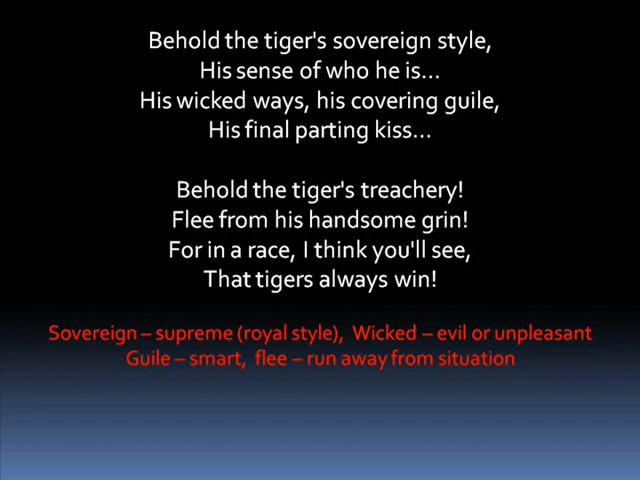 Behold the tiger's sovereign style,
His sense of who he is...
His wicked ways, his covering guile,
His final parting kiss...
Behold the tiger's treachery!
Flee from his handsome grin!
For in a race, I think you'll see,
That tigers always win!
Sovereign – supreme (royal style), Wicked – evil or unpleasant
Guile – smart, flee – run away from situation